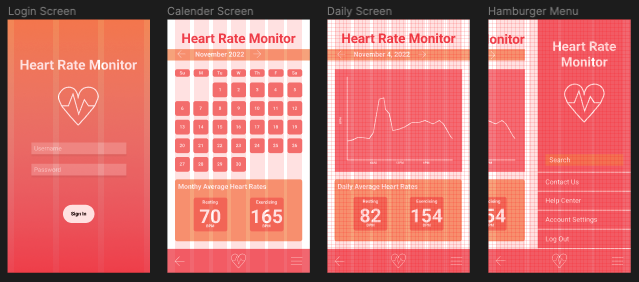 Login Screen
Heart Rate Monitor
Username
Password
Sign In
Calender Screen
Heart Rate Monitor
November 2022
Su M Tu W Th F Sa
1 2 3 4 5
6 7 8 9 10 11 12
13 14 15 16 17 18 19
20 21 22 23 24 25 26
27 28 29 30
Monthy Average Heart Rates
Resting Exercising
70 165
BPM BPM
Daily Screen
Heart Rate Monitor
November 4, 2022
Daily Average Heart Rates
Resting Exercising
82 154
BPM BPM
Hamburger Menu
onitor
54
Heart Rate
Monitor
Search
Contact Us
Help Center
Account Settings
Log Out